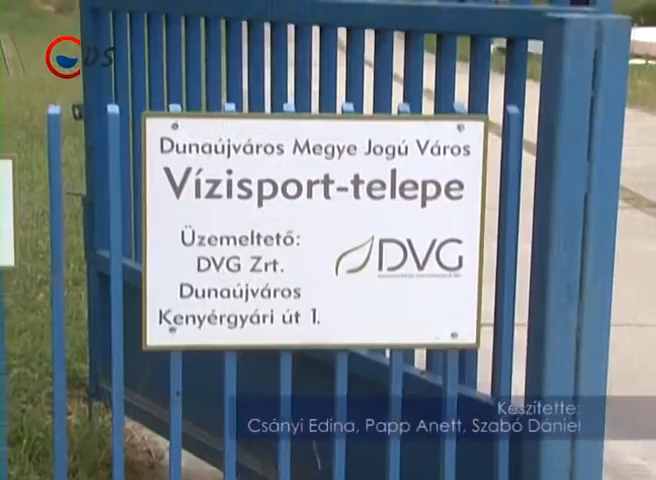 DS
Dunaújváros Megye Jogú Város
Vízisport-telepe
Üzemeltető:
DVG Zrt.
Dunaújváros
Kenyérgyári út 1.
DVG
Készítette:
Csányi Edina, Papp Anett, Szabó Dániel